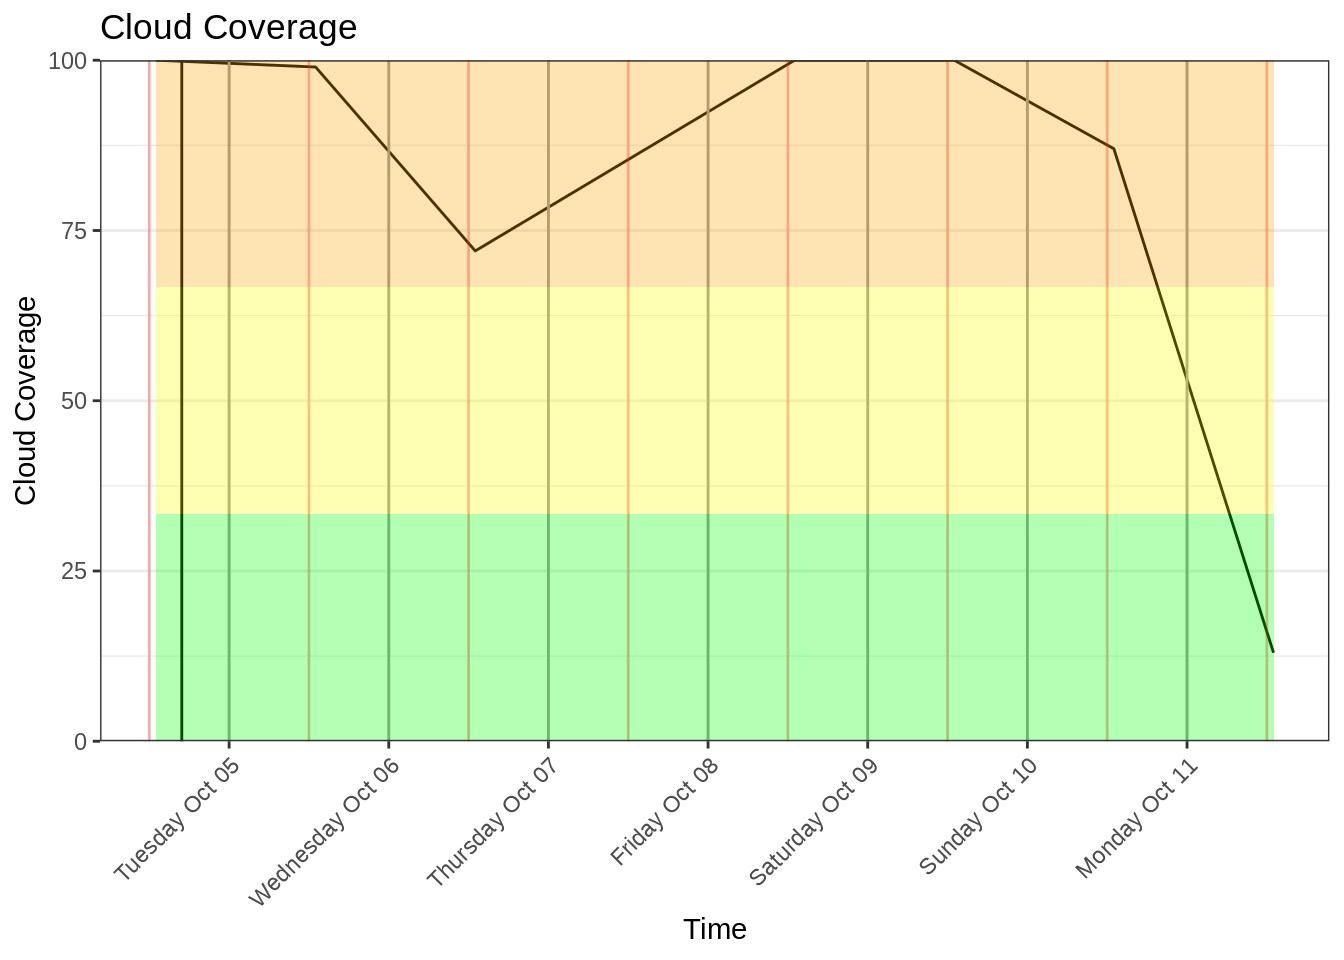 Cloud Coverage
100
75
50
25
0
Cloud Coverage
Tuesday Oct 05
Wednesday Oct 06
Thursday Oct 07
Friday Oct 08
Saturday Oct 09
Sunday Oct 10
Monday Oct 11
Time